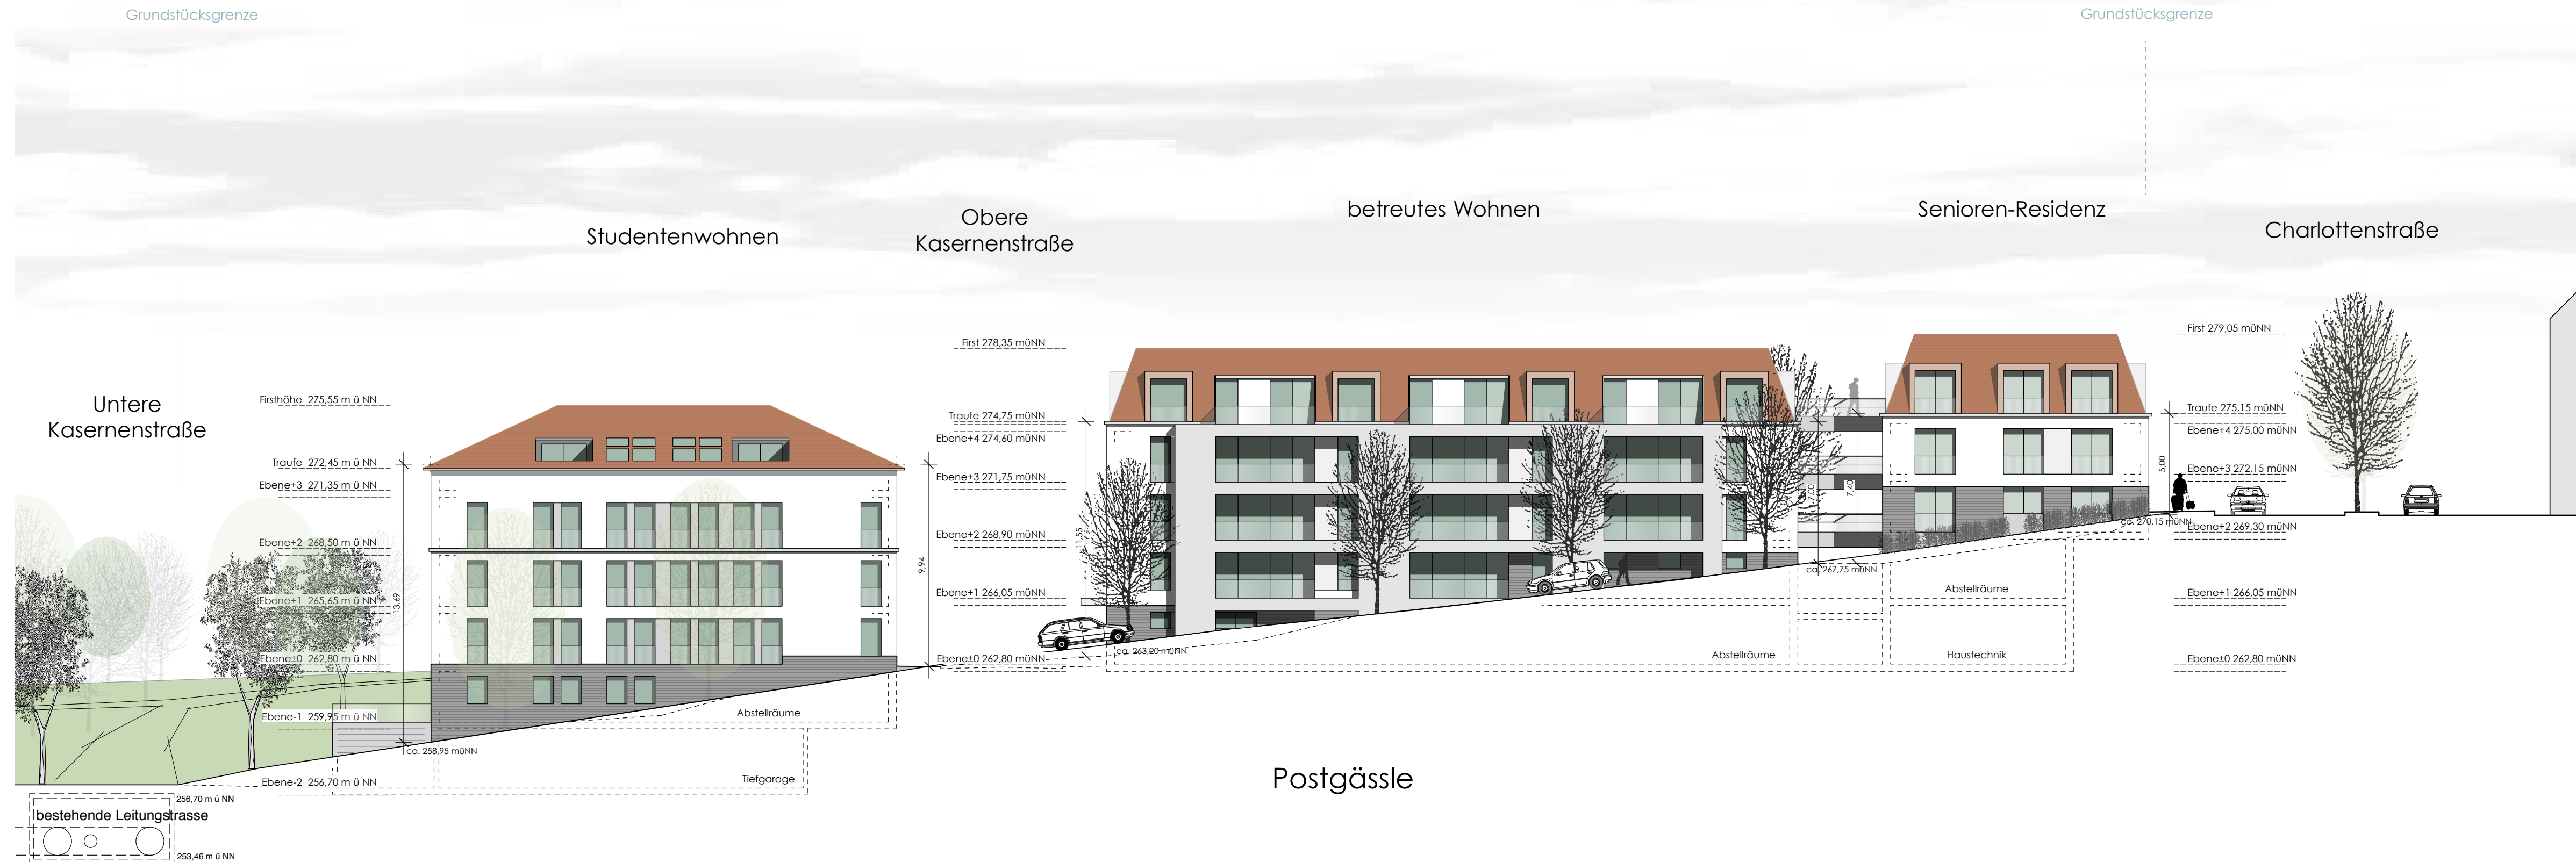 Grundstücksgrenze
Grundstücksgrenze
Untere
Kasernenstraße
Studentenwohnen
Obere
Kasernenstraße
betreutes Wohnen
Senioren-Residenz
Charlottenstraße
Firsthöhe 275,55 m ü NN
Traufe 272,45 m ü NN
Ebene+3 271,35 m ü NN
Ebene+2 268,50 m ü NN
Ebene+1 265,65 m ü NN
Ebene±0 262,80 m ü NN
Ebene-1 259,95 m ü NN
Ebene-2 256,70 m ü NN
13,69
ca. 258,95 müNN
Abstellräume
Tiefgarage
9,94
First 278,35 müNN
Traufe 274,75 müNN
Ebene+4 274,60 müNN
Ebene+3 271,75 müNN
Ebene+2 268,90 müNN
Ebene+1 266,05 müNN
Ebene±0 262,80 müNN
11,55
ca. 263,20 müNN
Abstellräume
7,00
7,40
ca. 267,75 müNN
Abstellräume
Haustechnik
5,00
ca. 270,15 müNN
First 279,05 müNN
Traufe 275,15 müNN
Ebene+4 275,00 müNN
Ebene+3 272,15 müNN
Ebene+2 269,30 müNN
Ebene+1 266,05 müNN
Ebene±0 262,80 müNN
Postgässle
256,70 m ü NN
bestehende Leitungstrasse
253,46 m ü NN